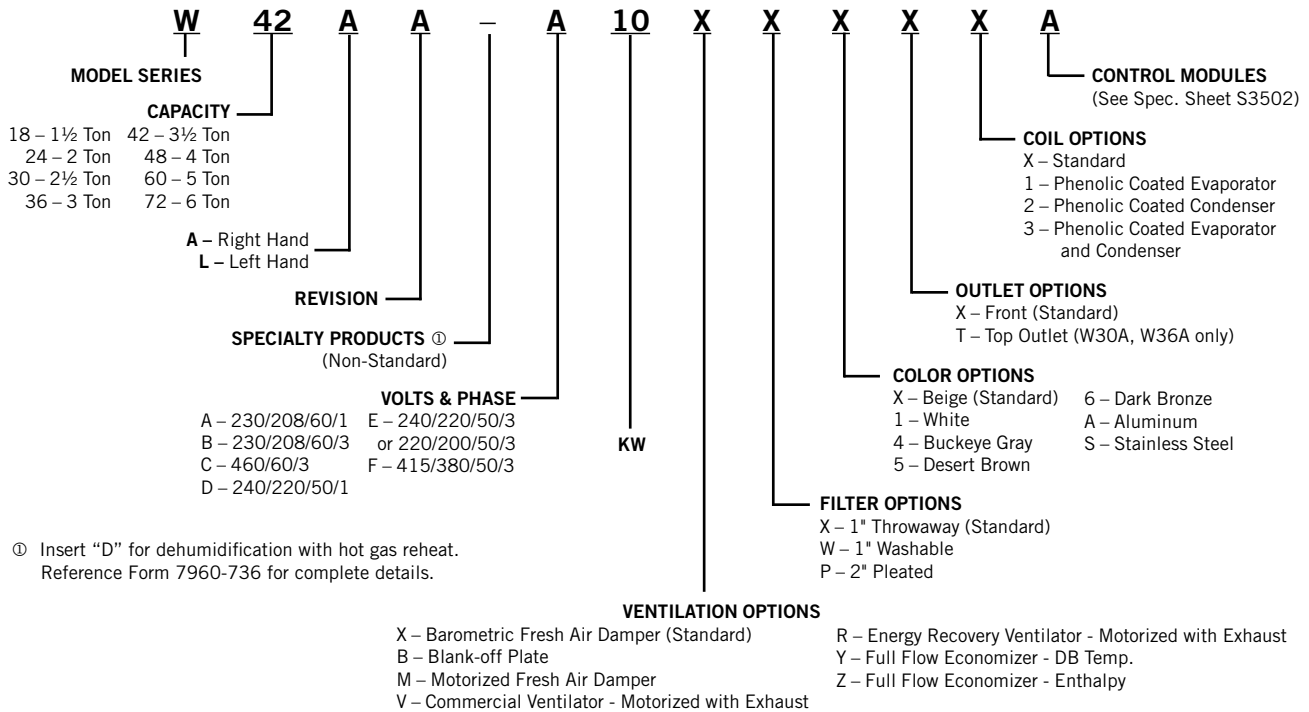 W 42 A A – A 10 X X X X X A
MODEL SERIES
CAPACITY
18 – 1½ Ton 42 – 3½ Ton
24 – 2 Ton 48 – 4 Ton
30 – 2½ Ton 60 – 5 Ton
36 – 3 Ton 72 – 6 Ton
A – Right Hand
L – Left Hand
REVISION
SPECIALTY PRODUCTS ①
(Non-Standard)
VOLTS & PHASE
A – 230/208/60/1 E – 240/220/50/3
B – 230/208/60/3 or 220/200/50/3
C – 460/60/3 F – 415/380/50/3
D – 240/220/50/1
KW
CONTROL MODULES
(See Spec. Sheet S3502)
COIL OPTIONS
X – Standard
1 – Phenolic Coated Evaporator
2 – Phenolic Coated Condenser
3 – Phenolic Coated Evaporator
and Condenser
OUTLET OPTIONS
X – Front (Standard)
T – Top Outlet (W30A, W36A only)
COLOR OPTIONS
X – Beige (Standard) 6 – Dark Bronze
1 – White A – Aluminum
4 – Buckeye Gray S – Stainless Steel
5 – Desert Brown
FILTER OPTIONS
X – 1" Throwaway (Standard)
W – 1" Washable
P – 2" Pleated
① Insert “D” for dehumidification with hot gas reheat.
Reference Form 7960-736 for complete details.
VENTILATION OPTIONS
X – Barometric Fresh Air Damper (Standard) R – Energy Recovery Ventilator - Motorized with Exhaust
B – Blank-off Plate Y – Full Flow Economizer - DB Temp.
M – Motorized Fresh Air Damper Z – Full Flow Economizer - Enthalpy
V – Commercial Ventilator - Motorized with Exhaust